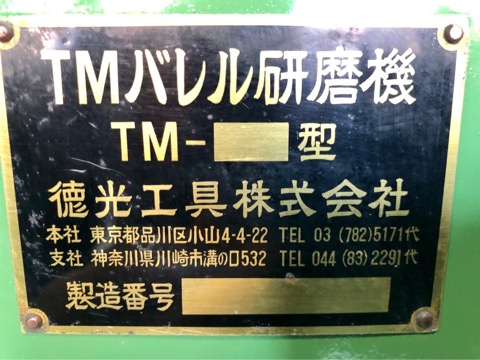 TMバレル研磨機
TM- 型
徳光工具株式会社
本社 東京都品川区小山4-4-22 TEL 03 (782)5171代
支社 神奈川県川崎市溝の口532 TEL 044 (83)2291代
製造番号